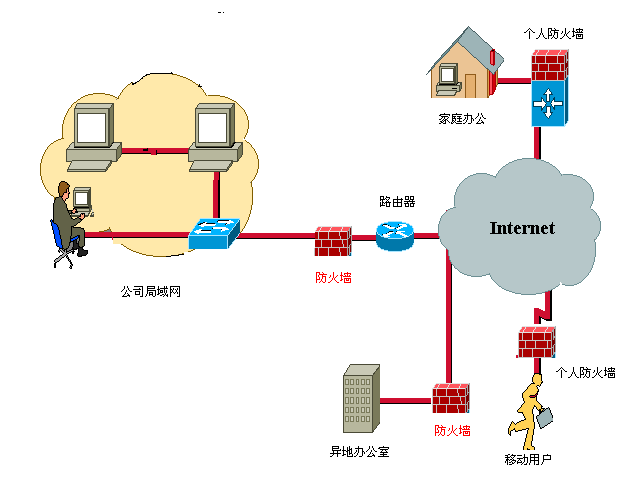 个人防火墙
家庭办公
路由器
Internet
防火墙
公司局域网
个人防火墙
防火墙
异地办公室
移动用户